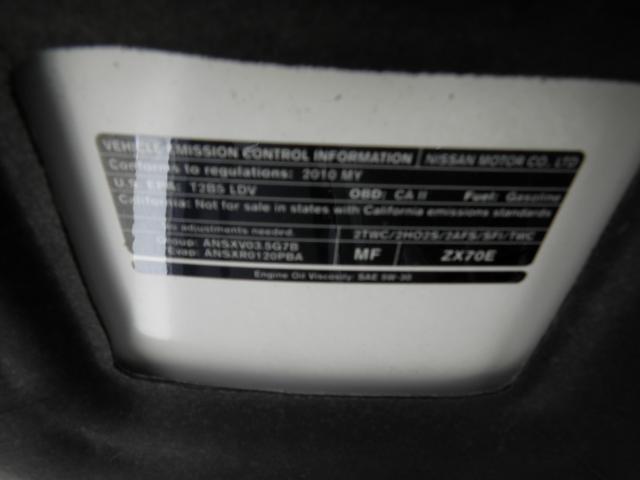 VEHICLE EMISSION CONTROL INFORMATION NISSAN MOTOR CO., LTD
Conforms to regulations: 2010 MY
U.S. EPA: T2B5 LDV OBD: CA II Fuel: Gasoline
California: Not for sale in states with California emissions standards
adjustments needed. 2TWC/2HO2S/2AFS/SFI/TWC
Group: ANSXV03.5G7B
Evap: ANSXR0120PBA MF ZX70E
Engine Oil Viscosity: SAE 5W-30